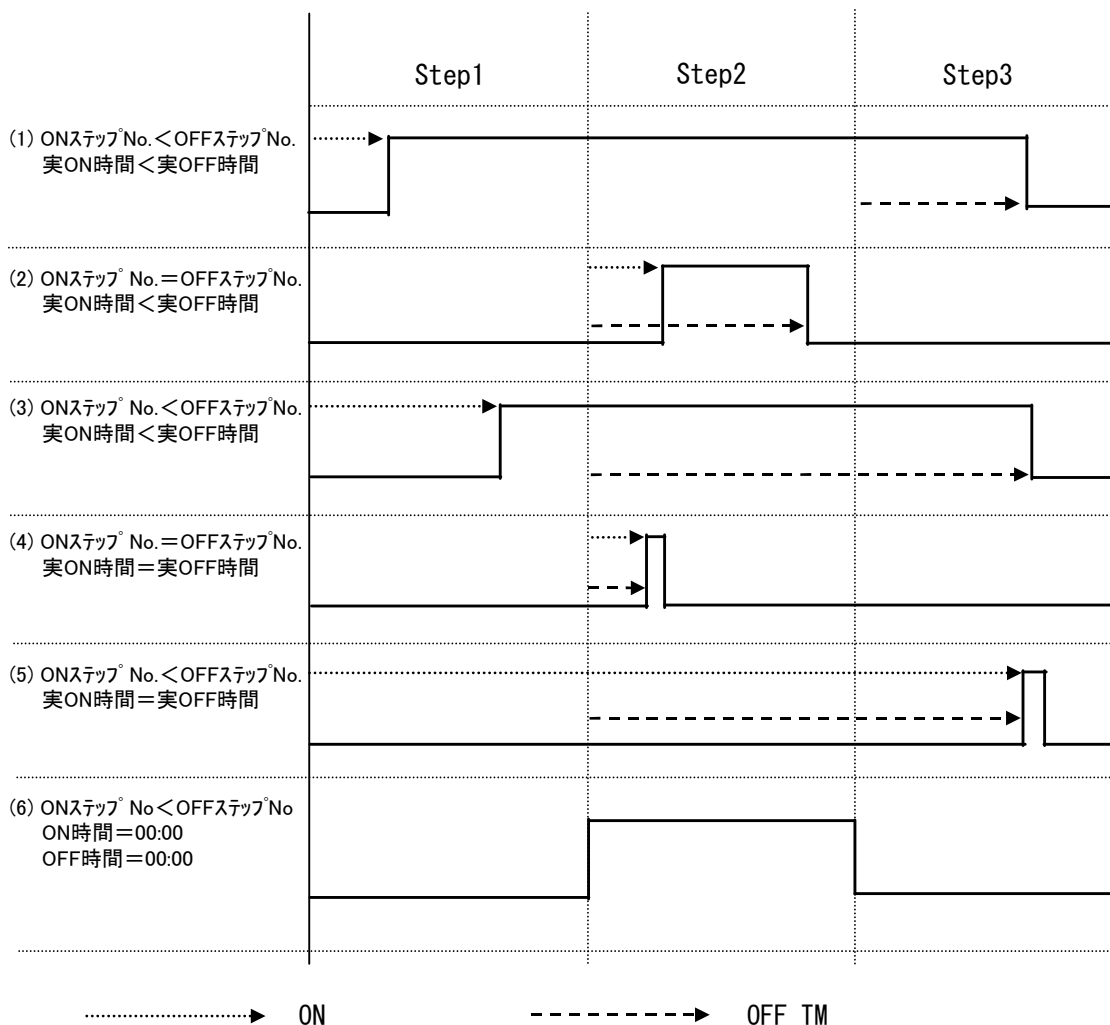 Step1 Step2 Step3
(1) ONｽﾃｯﾌﾟNo.＜OFFｽﾃｯﾌﾟNo.
実ON時間＜実OFF時間
(2) ONｽﾃｯﾌﾟ No.＝OFFｽﾃｯﾌﾟNo.
実ON時間＜実OFF時間
(3) ONｽﾃｯﾌﾟ No.＜OFFｽﾃｯﾌﾟNo.
実ON時間＜実OFF時間
(4) ONｽﾃｯﾌﾟ No.＝OFFｽﾃｯﾌﾟNo.
実ON時間＝実OFF時間
(5) ONｽﾃｯﾌﾟ No.＜OFFｽﾃｯﾌﾟNo.
実ON時間＝実OFF時間
(6) ONｽﾃｯﾌﾟ No＜OFFｽﾃｯﾌﾟNo
ON時間＝00:00
OFF時間＝00:00
ON OFF TM